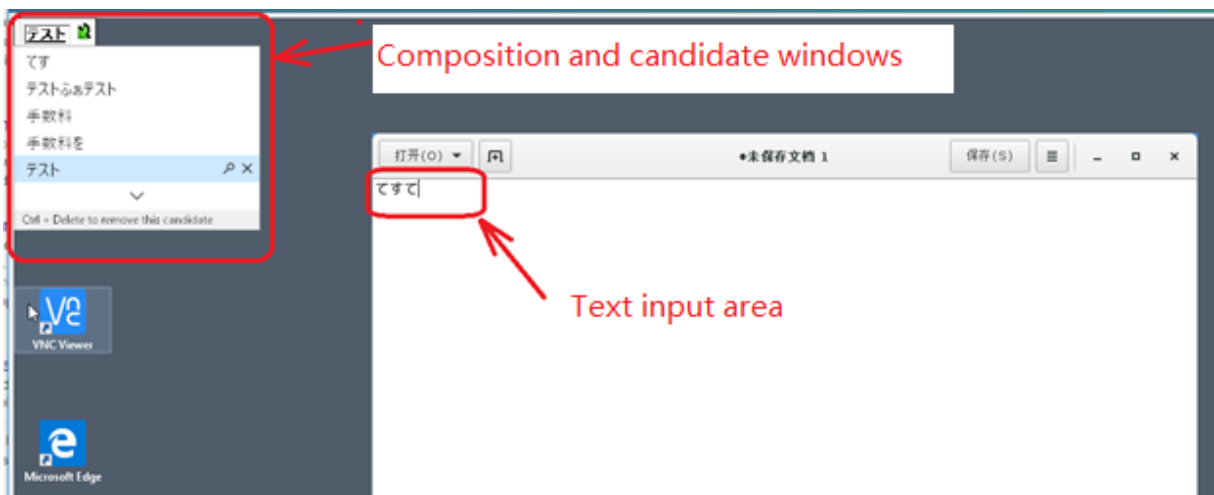 テスト
てす
テストふぁテスト
手数料
手数料を
テスト
Ctrl + Delete to remove this candidate
Composition and candidate windows
打开(O)
•未保存文档 1
保存(S)
てすて
Text input area
VNC Viewer
Microsoft Edge